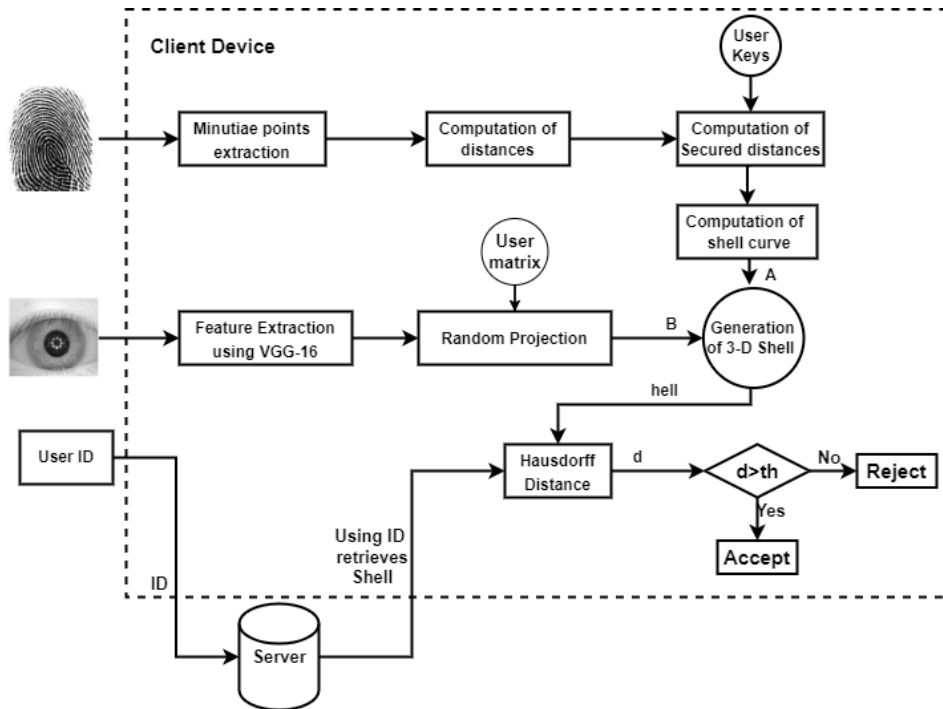 Client Device
User
Keys
Minutiae points
extraction
Computation of
distances
Computation of
Secured distances
Computation of
shell curve
User
matrix
A
Feature Extraction
using VGG-16
Random Projection
B
Generation
of 3-D Shell
hell
User ID
Hausdorff
Distance
d
d>th
No
Reject
Yes
Accept
Using ID
retrieves
Shell
ID
Server